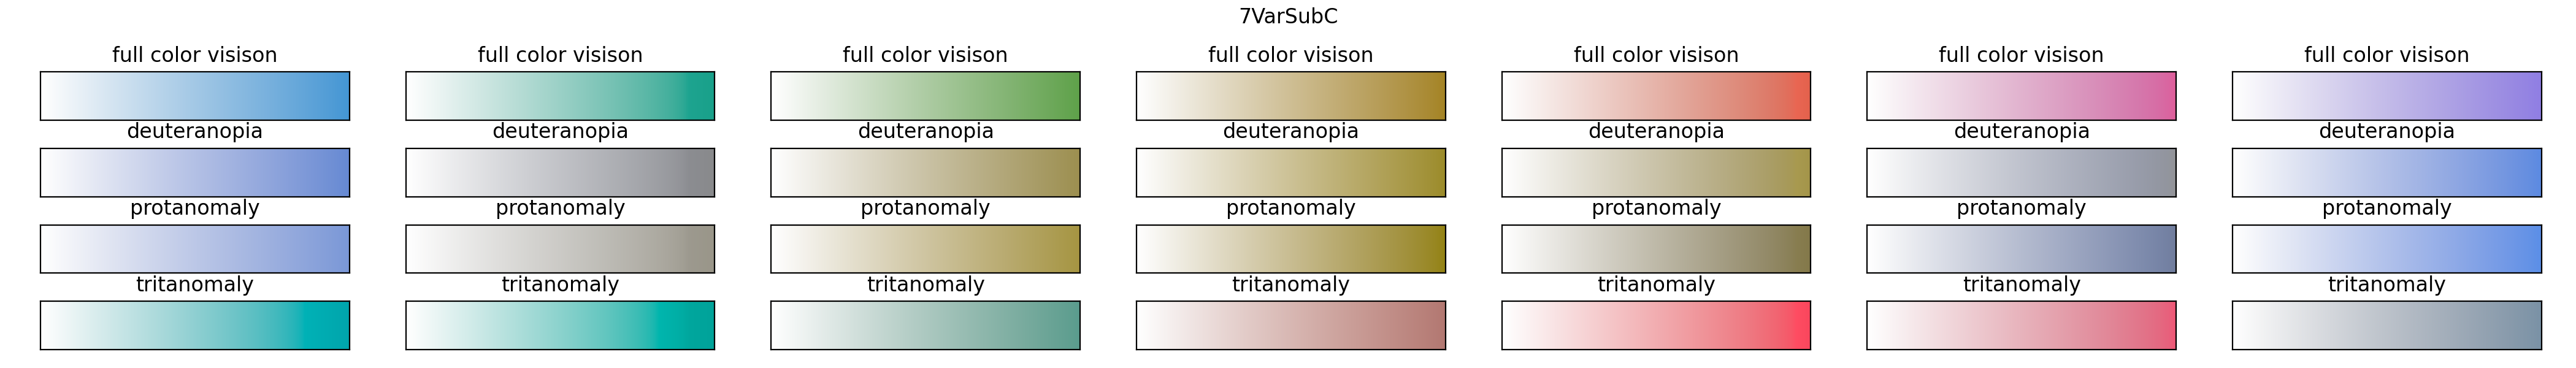 7VarSubC
full color visison full color visison full color visison full color visison full color visison full color visison full color visison
deuteranopia deuteranopia deuteranopia deuteranopia deuteranopia deuteranopia deuteranopia
protanomaly protanomaly protanomaly protanomaly protanomaly protanomaly protanomaly
tritanomaly tritanomaly tritanomaly tritanomaly tritanomaly tritanomaly tritanomaly